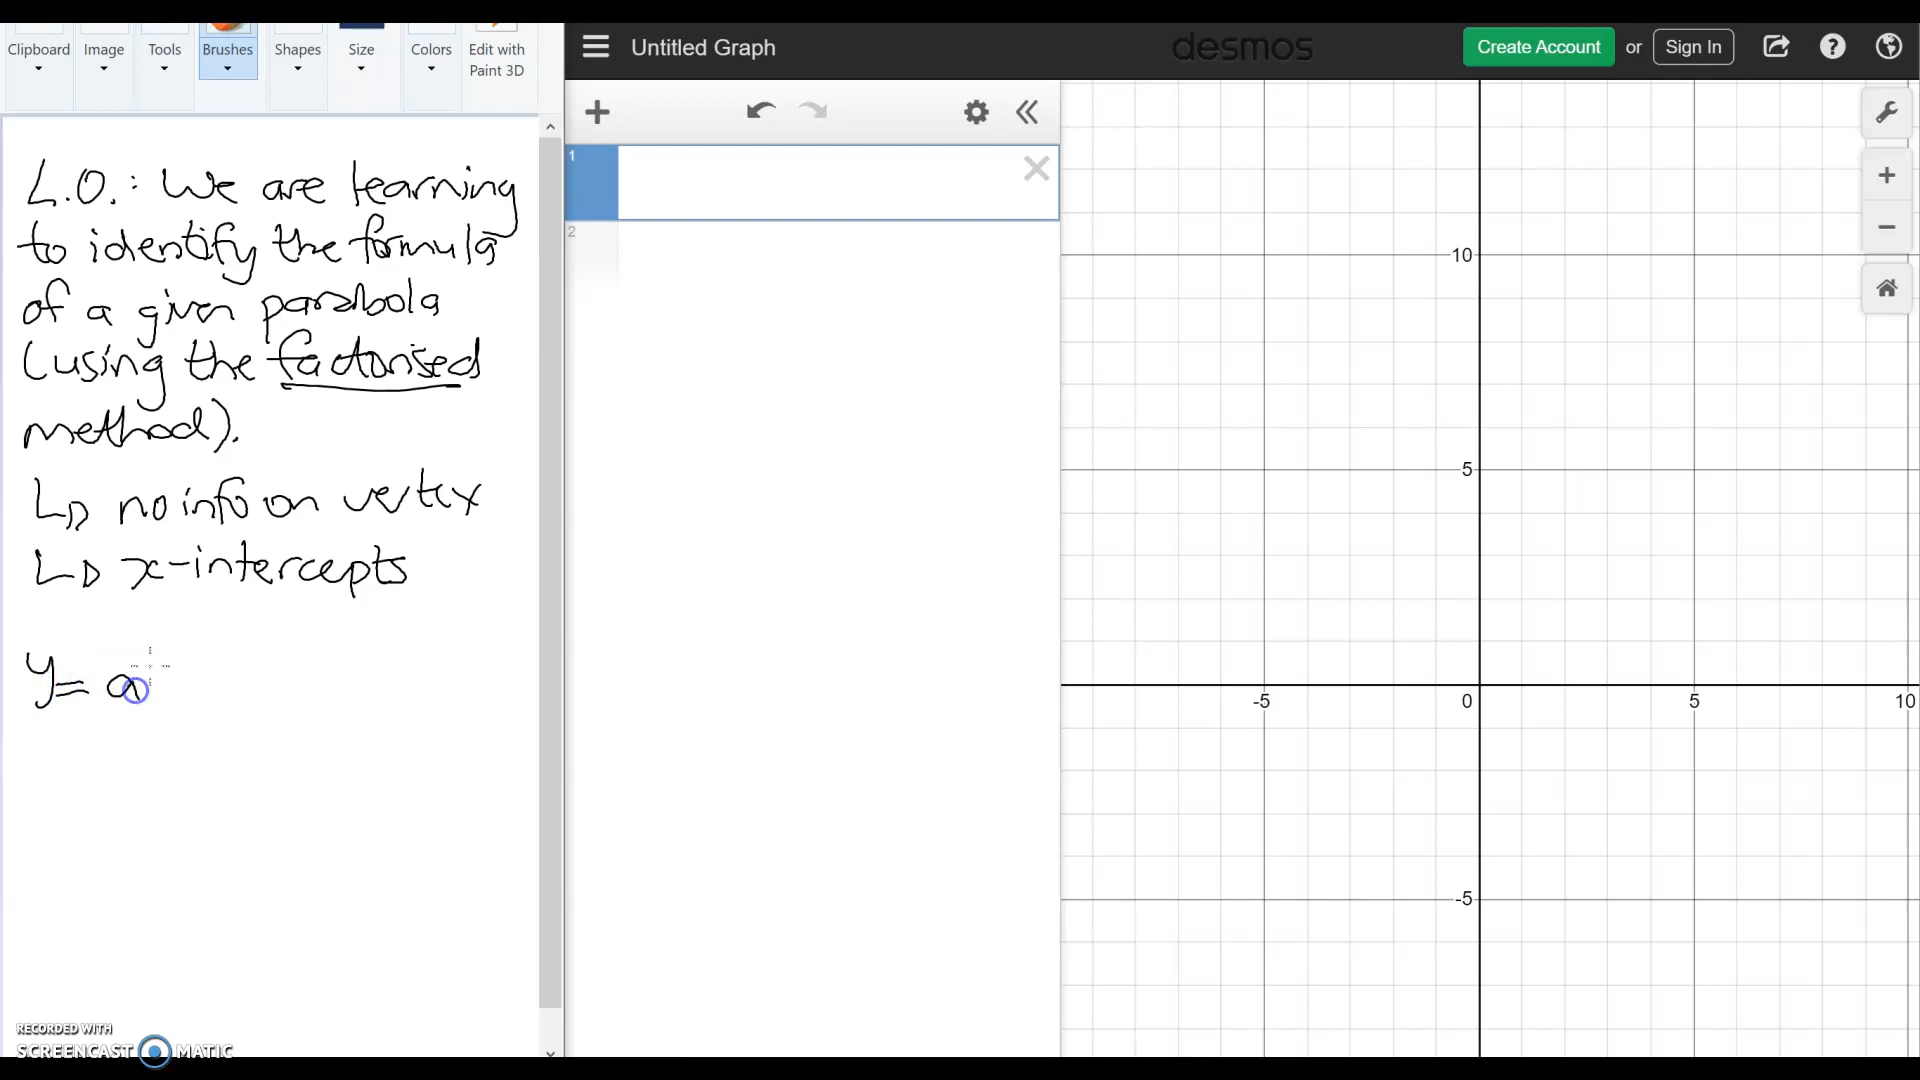 Clipboard Image Tools Brushes Shapes Size Colors Edit with
Paint 3D
L.O.: We are learning
to identify the formula
of a given parabola
(using the factorised
method).
no info on vertex
x-intercepts
y= a
RECORDED WITH
SCREENCAST MATIC
Untitled Graph
desmos
Create Account or Sign In
1
2
10
5
-5 0 5 10
-5